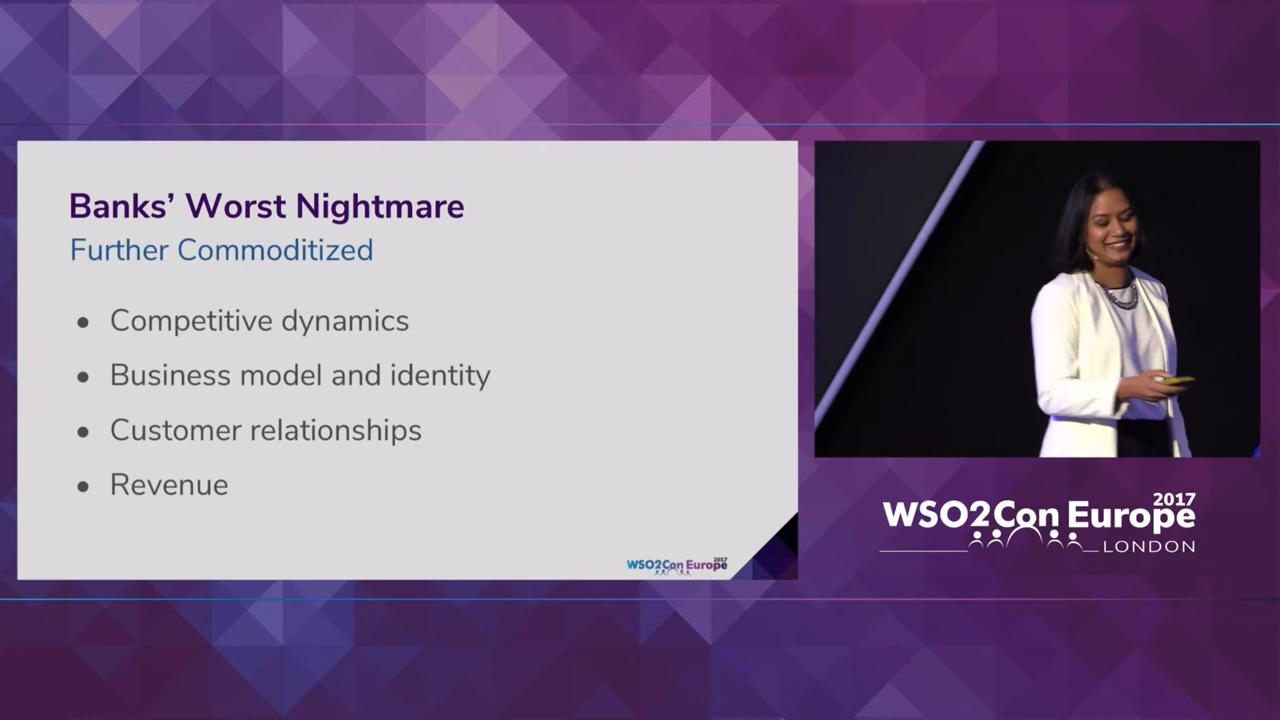 Banks’ Worst Nightmare
Further Commoditized
• Competitive dynamics
• Business model and identity
• Customer relationships
• Revenue
WSO2Con Europe 2017
WSO2Con Europe 2017
LONDON